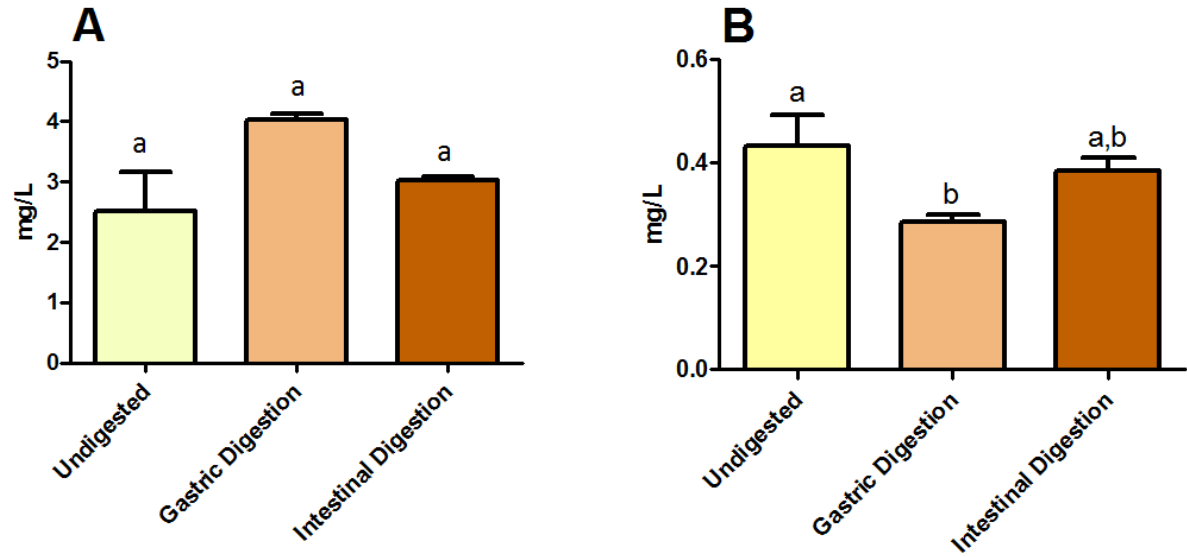 A
mg/L
5
4
3
2
1
0
a
a
a
Undigested
Gastric Digestion
Intestinal Digestion
B
mg/L
0.6
0.4
0.2
0.0
a
b
a,b
Undigested
Gastric Digestion
Intestinal Digestion